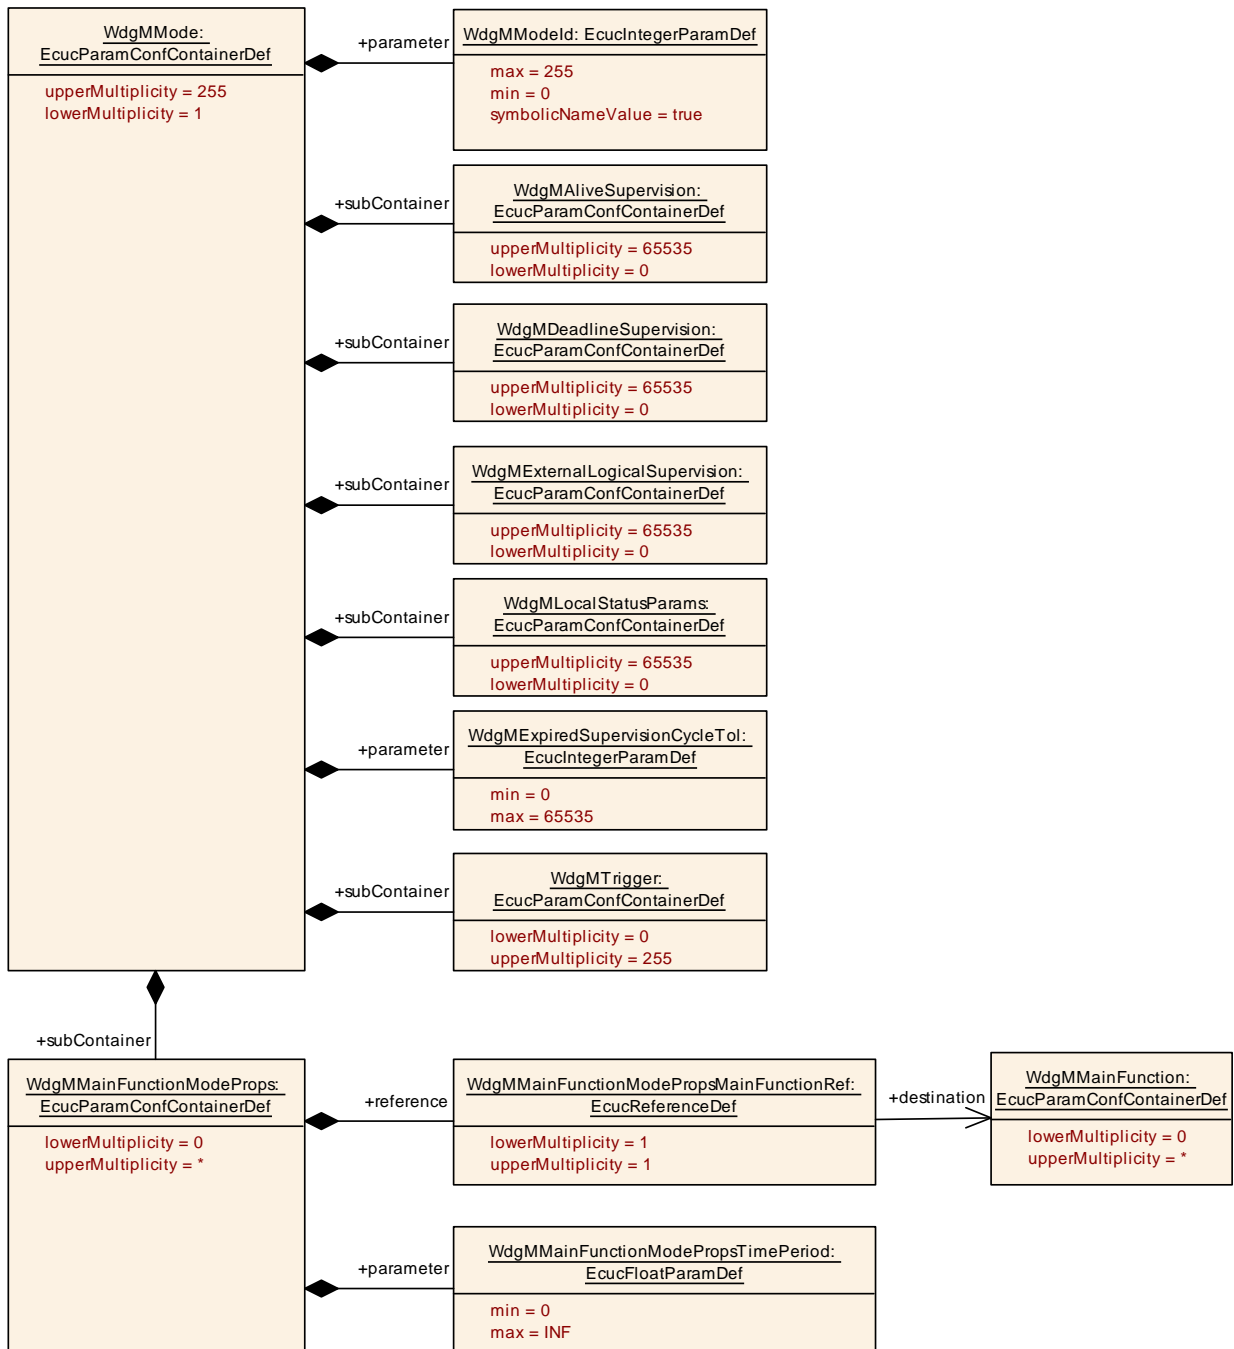 WdgMMode:
EcucParamConfContainerDef
upperMultiplicity = 255
lowerMultiplicity = 1
+parameter
WdgMModeId: EcucIntegerParamDef
max = 255
min = 0
symbolicNameValue = true
+subContainer
WdgMAliveSupervision:
EcucParamConfContainerDef
upperMultiplicity = 65535
lowerMultiplicity = 0
+subContainer
WdgMDeadlineSupervision:
EcucParamConfContainerDef
upperMultiplicity = 65535
lowerMultiplicity = 0
+subContainer
WdgMExternalLogicalSupervision:
EcucParamConfContainerDef
upperMultiplicity = 65535
lowerMultiplicity = 0
+subContainer
WdgMLocalStatusParams:
EcucParamConfContainerDef
upperMultiplicity = 65535
lowerMultiplicity = 0
+parameter
WdgMExpiredSupervisionCycleTol:
EcucIntegerParamDef
min = 0
max = 65535
+subContainer
WdgMTrigger:
EcucParamConfContainerDef
lowerMultiplicity = 0
upperMultiplicity = 255
+subContainer
WdgMMainFunctionModeProps:
EcucParamConfContainerDef
lowerMultiplicity = 0
upperMultiplicity = *
+reference
WdgMMainFunctionModePropsMainFunctionRef:
EcucReferenceDef
lowerMultiplicity = 1
upperMultiplicity = 1
+destination
WdgMMainFunction:
EcucParamConfContainerDef
lowerMultiplicity = 0
upperMultiplicity = *
+parameter
WdgMMainFunctionModePropsTimePeriod:
EcucFloatParamDef
min = 0
max = INF